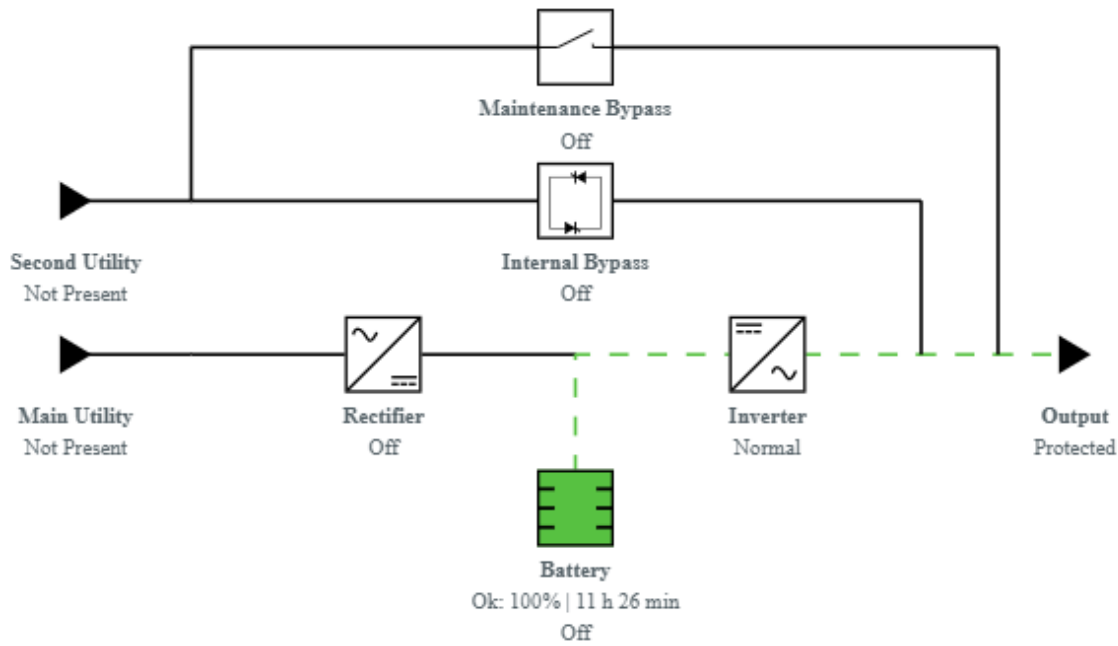 Maintenance Bypass
Off
Second Utility
Not Present
Internal Bypass
Off
Main Utility
Not Present
Rectifier
Off
Inverter
Normal
Output
Protected
Battery
Ok: 100% | 11 h 26 min
Off